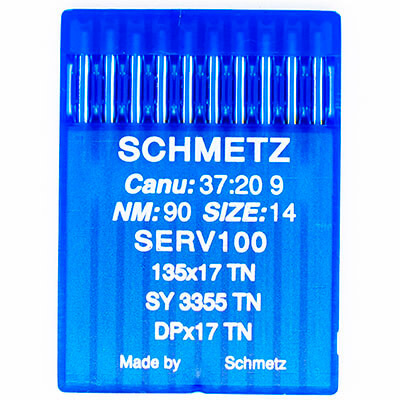 SCHMETZ
Canu: 37:20 9
NM: 90 SIZE: 14
SERV100
135x17 TN
SY 3355 TN
DPx17 TN
Made by Schmetz